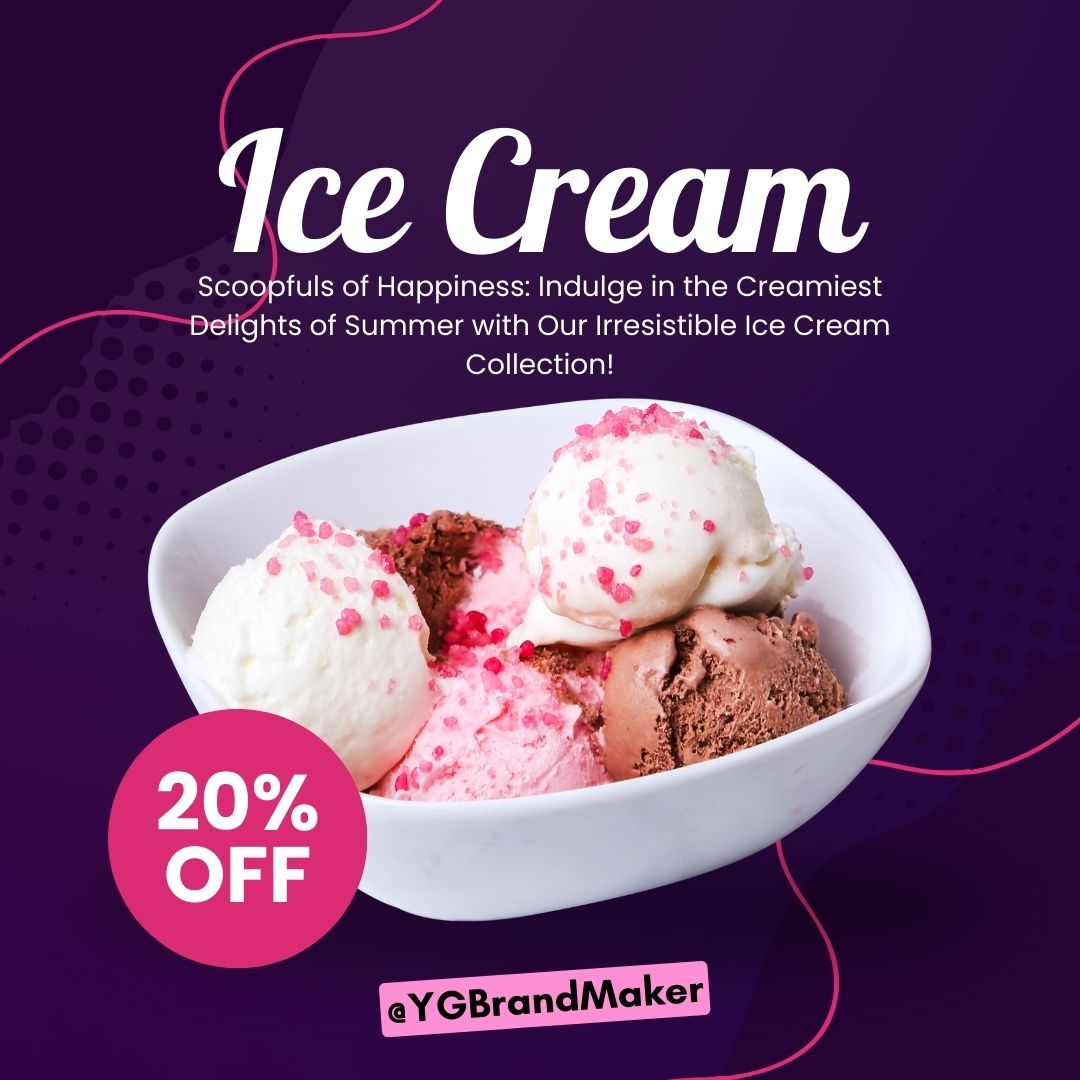 Ice Cream
Scoopfuls of Happiness: Indulge in the Creamiest
Delights of Summer with Our Irresistible Ice Cream
Collection!
20%
OFF
@YGBrandMaker